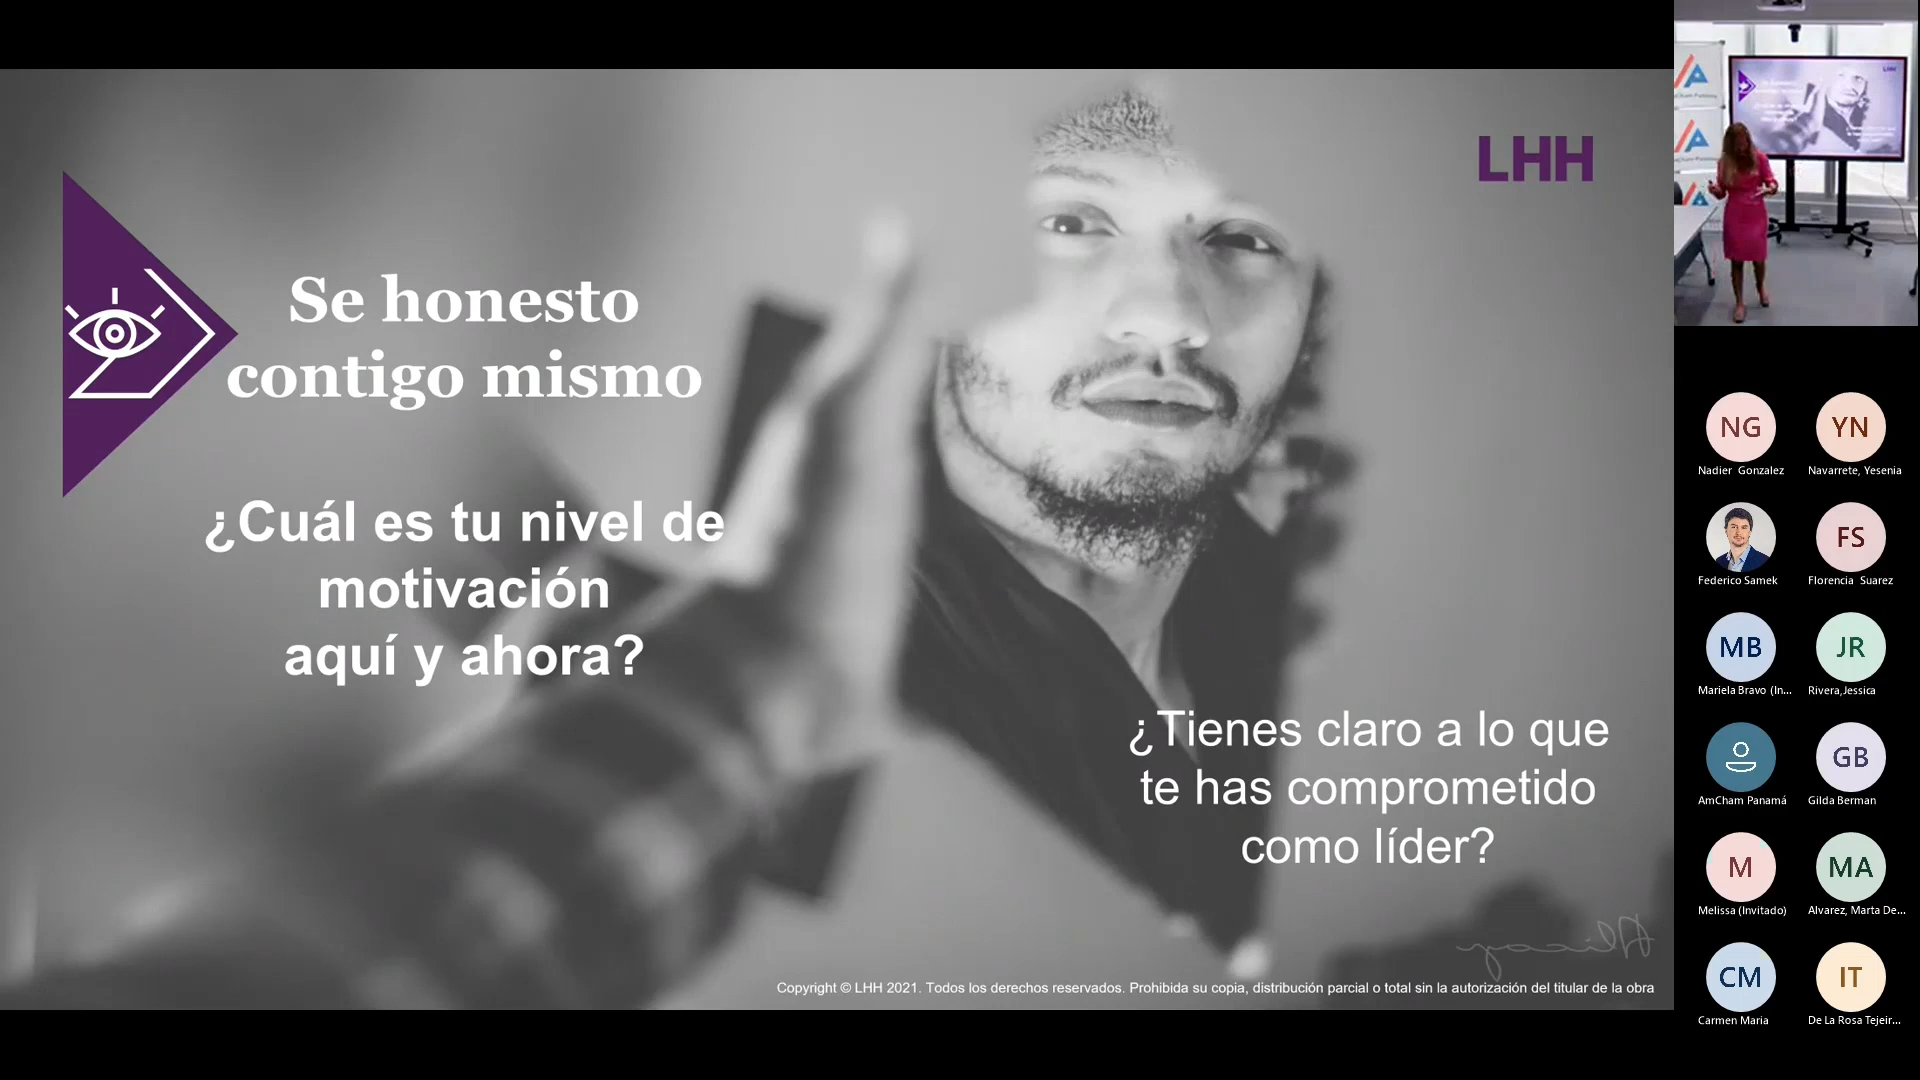 LHH
Se honesto
contigo mismo
¿Cuál es tu nivel de
motivación
aquí y ahora?
¿Tienes claro a lo que
te has comprometido
como líder?
Copyright © LHH 2021. Todos los derechos reservados. Prohibida su copia, distribución parcial o total sin la autorización del titular de la obra
NG
YN
Nadier Gonzalez
Navarrete, Yesenia
FS
Federico Samek
Florencia Suarez
MB
JR
Mariela Bravo (In...
Rivera,Jessica
GB
AmCham Panamá
Gilda Berman
M
MA
Melissa (Invitado)
Alvarez, Marta De...
CM
IT
Carmen Maria
De La Rosa Tejeir...